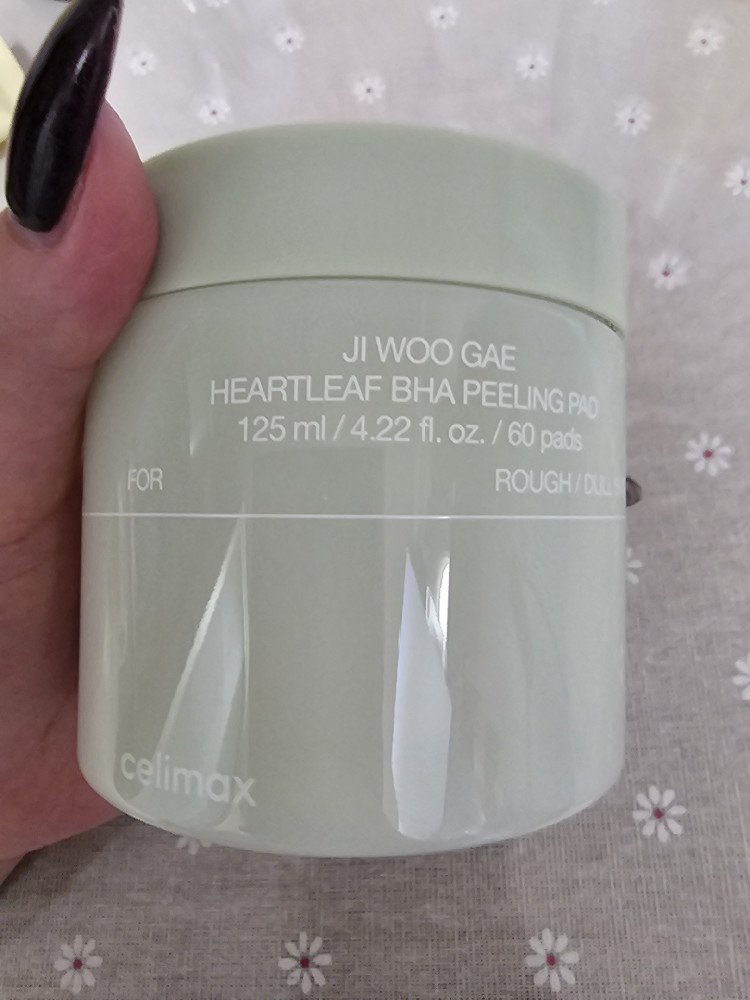 JI WOO GAE
HEARTLEAF BHA PEELING PAD
125 ml / 4.22 fl. oz. / 60 pads
FOR ROUGH / DULL
celimax